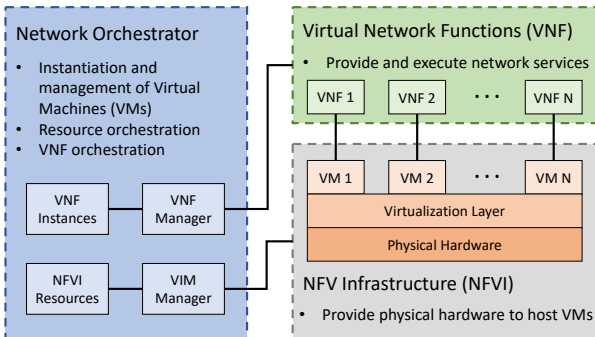 Network Orchestrator
• Instantiation and
management of Virtual
Machines (VMs)
• Resource orchestration
• VNF orchestration
VNF
Instances
VNF
Manager
NFVI
Resources
VIM
Manager
Virtual Network Functions (VNF)
• Provide and execute network services
VNF 1
VNF 2
· · ·
VNF N
VM 1
VM 2
· · ·
VM N
Virtualization Layer
Physical Hardware
NFV Infrastructure (NFVI)
• Provide physical hardware to host VMs